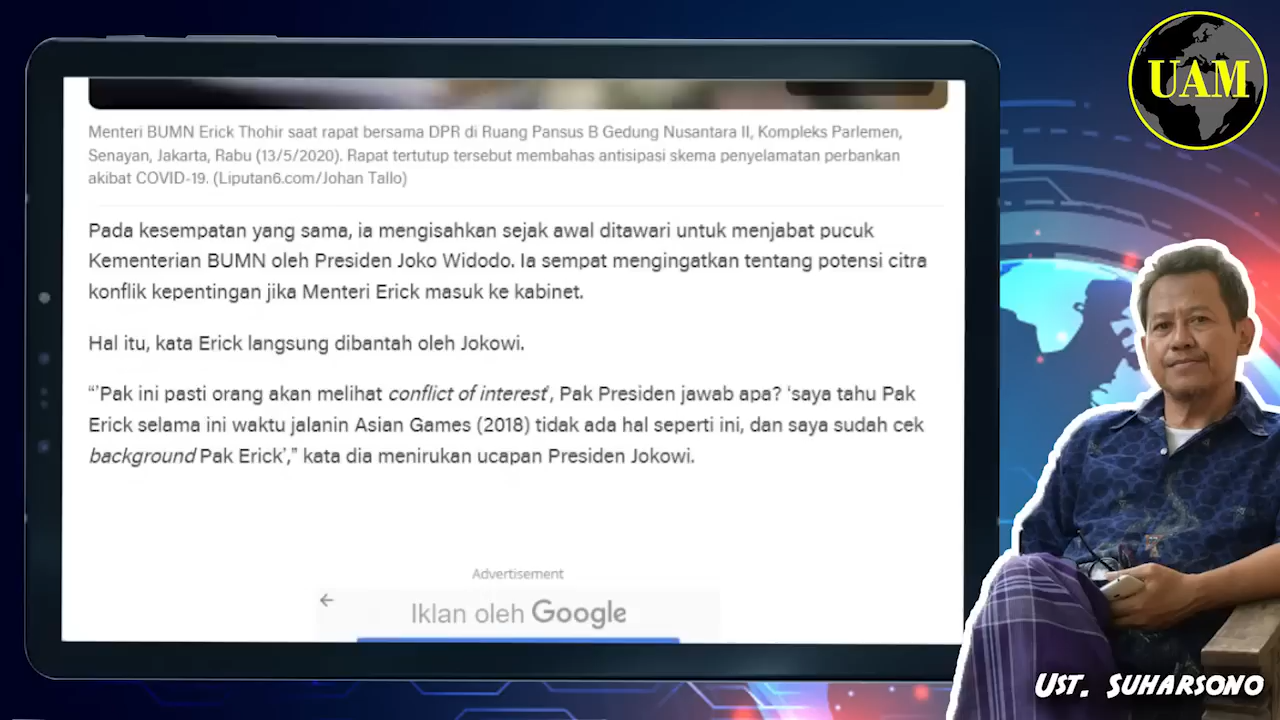 UAM
Menteri BUMN Erick Thohir saat rapat bersama DPR di Ruang Pansus B Gedung Nusantara II, Kompleks Parlemen,
Senayan, Jakarta, Rabu (13/5/2020). Rapat tertutup tersebut membahas antisipasi skema penyelamatan perbankan
akibat COVID-19. (Liputan6.com/Johan Tallo)
Pada kesempatan yang sama, ia mengisahkan sejak awal ditawari untuk menjabat pucuk
Kementerian BUMN oleh Presiden Joko Widodo. Ia sempat mengingatkan tentang potensi citra
konflik kepentingan jika Menteri Erick masuk ke kabinet.
Hal itu, kata Erick langsung dibantah oleh Jokowi.
“'Pak ini pasti orang akan melihat conflict of interest', Pak Presiden jawab apa? ‘saya tahu Pak
Erick selama ini waktu jalanin Asian Games (2018) tidak ada hal seperti ini, dan saya sudah cek
background Pak Erick’,” kata dia menirukan ucapan Presiden Jokowi.
Advertisement
Iklan oleh Google
Ust. Suharsono